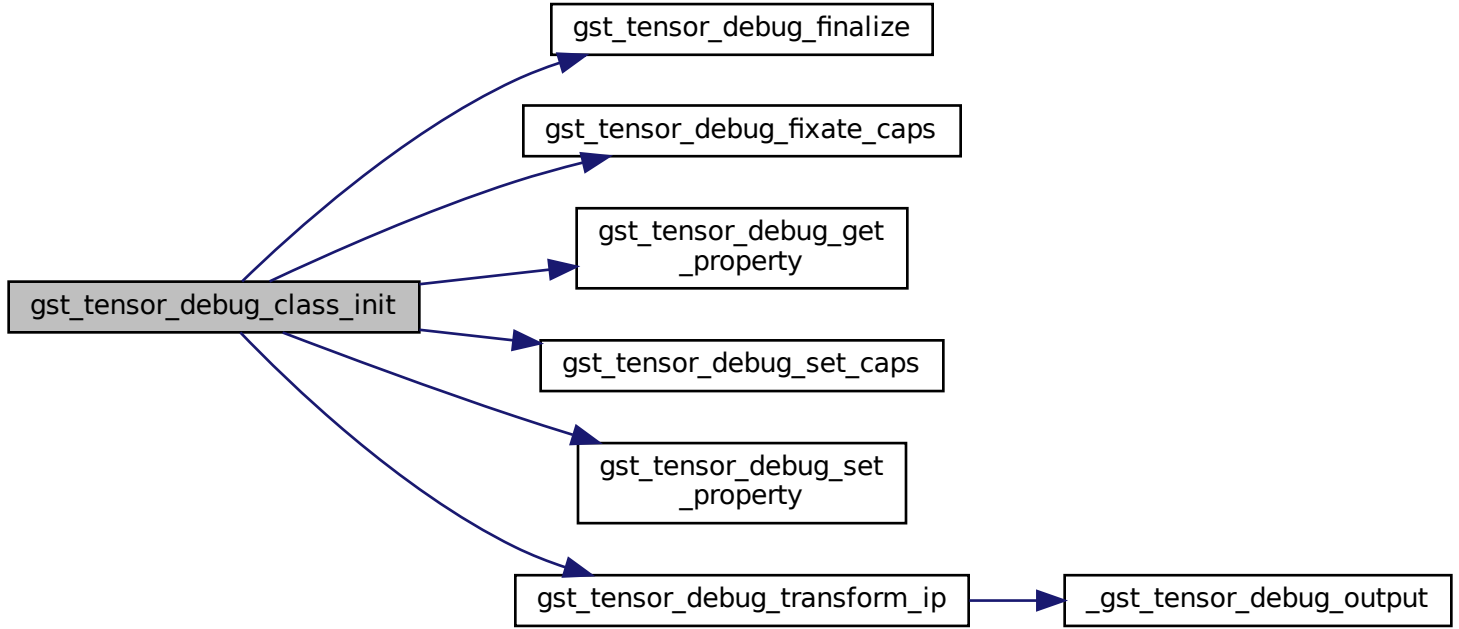 gst_tensor_debug_finalize
gst_tensor_debug_fixate_caps
gst_tensor_debug_get
_property
gst_tensor_debug_class_init
gst_tensor_debug_set_caps
gst_tensor_debug_set
_property
gst_tensor_debug_transform_ip
_gst_tensor_debug_output